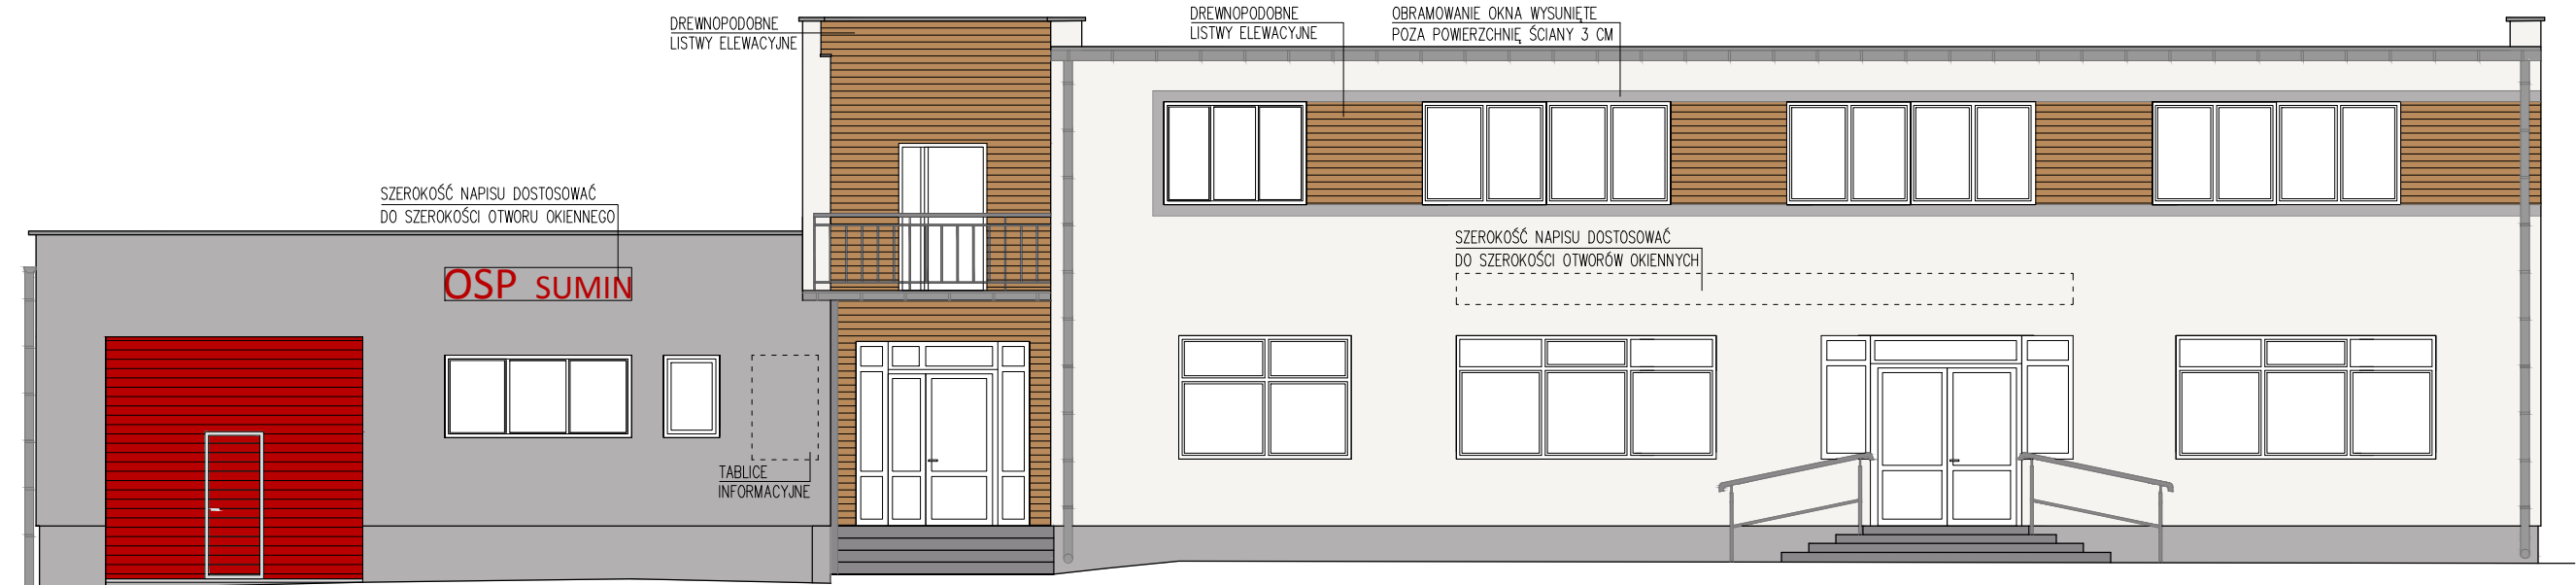 DREWNOPODOBNE
LISTWY ELEWACYJNE
DREWNOPODOBNE
LISTWY ELEWACYJNE
OBRAMOWANIE OKNA WYSUNIĘTE
POZA POWIERZCHNIĘ ŚCIANY 3 CM
SZEROKOŚĆ NAPISU DOSTOSOWAĆ
DO SZEROKOŚCI OTWORU OKIENNEGO
OSP SUMIN
SZEROKOŚĆ NAPISU DOSTOSOWAĆ
DO SZEROKOŚCI OTWORÓW OKIENNYCH
TABLICE
INFORMACYJNE